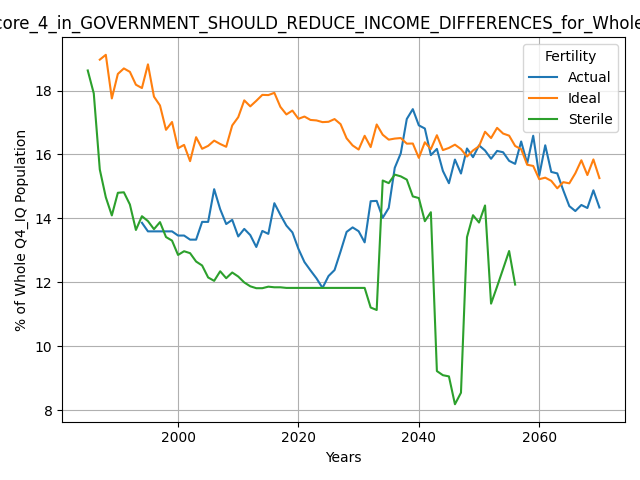 core_4_in_GOVERNMENT_SHOULD_REDUCE_INCOME_DIFFERENCES_for_Whole
Fertility
Actual
Ideal
Sterile
% of Whole Q4_IQ Population
18
16
14
12
10
8
2000 2020 2040 2060
Years